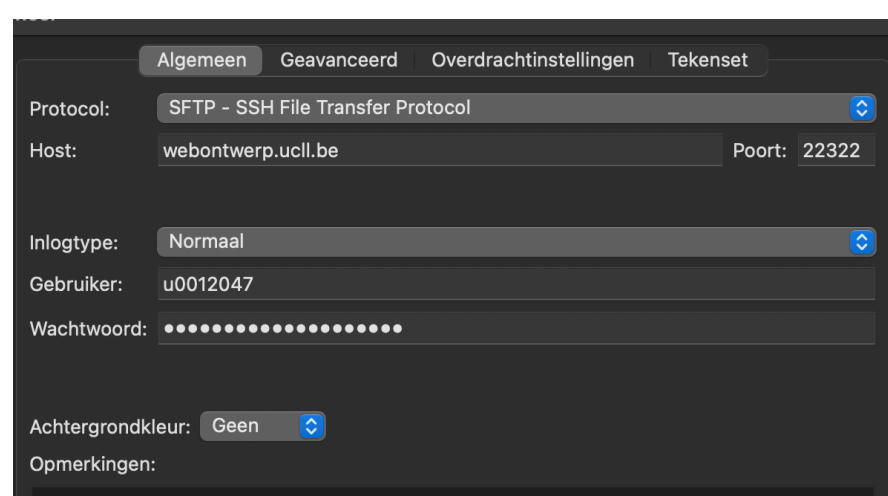 Algemeen Geavanceerd Overdrachtinstellingen Tekenset
Protocol: SFTP - SSH File Transfer Protocol
Host: webontwerp.ucll.be Poort: 22322
Inlogtype: Normaal
Gebruiker: u0012047
Wachtwoord: ●●●●●●●●●●●●●●●●●●●●
Achtergrondkleur: Geen
Opmerkingen: